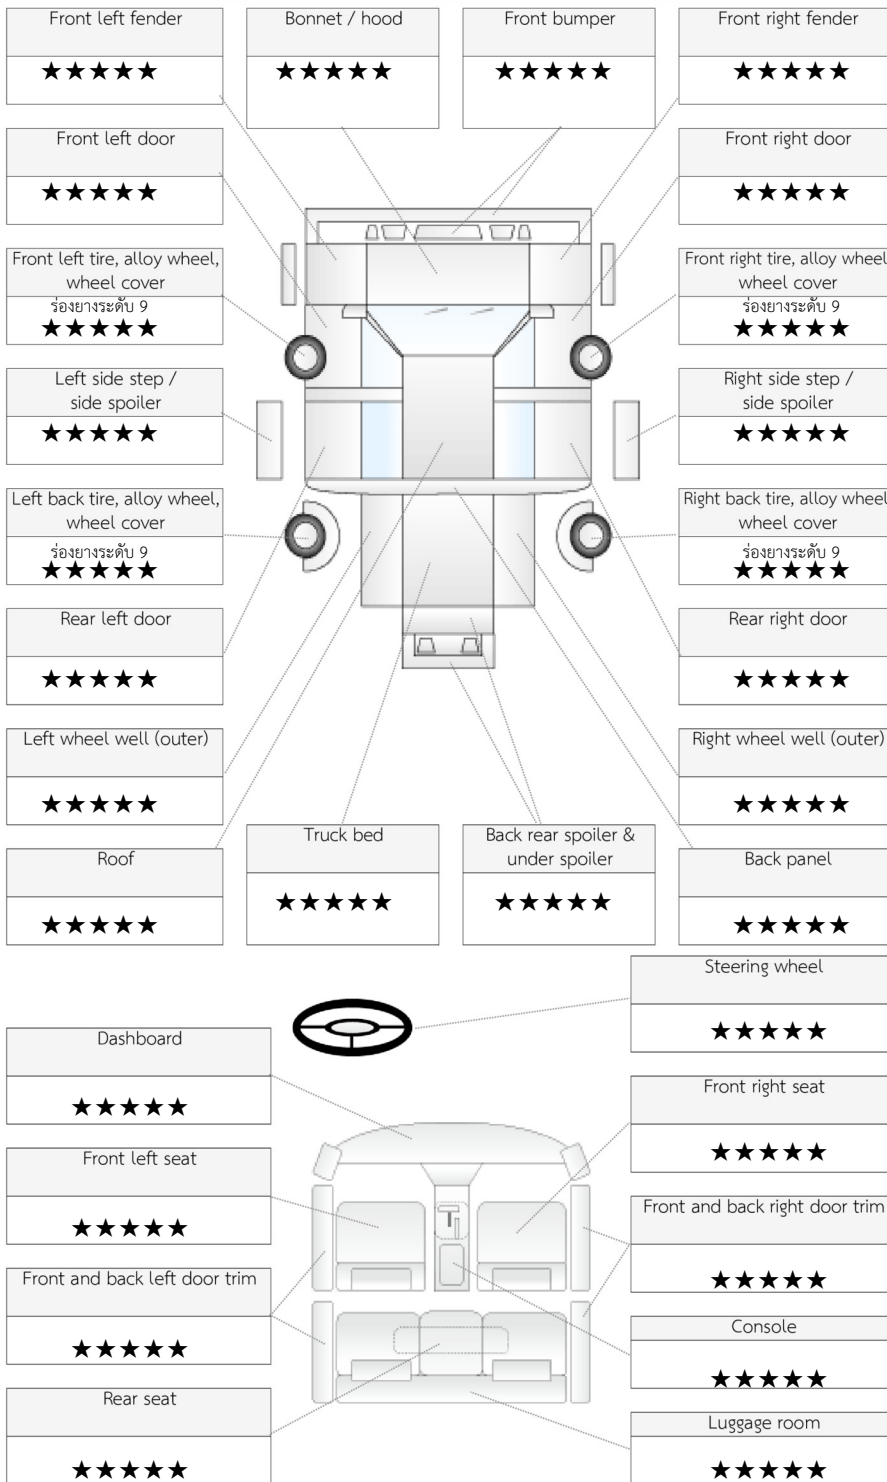 Front left fender
★★★★★
Bonnet / hood
★★★★★
Front bumper
★★★★★
Front right fender
★★★★★
Front left door
★★★★★
Front right door
★★★★★
Front left tire, alloy wheel,
wheel cover
ร่องยางระดับ 9
★★★★★
Front right tire, alloy wheel
wheel cover
ร่องยางระดับ 9
★★★★★
Left side step /
side spoiler
★★★★★
Right side step /
side spoiler
★★★★★
Left back tire, alloy wheel,
wheel cover
ร่องยางระดับ 9
★★★★★
Right back tire, alloy wheel
wheel cover
ร่องยางระดับ 9
★★★★★
Rear left door
★★★★★
Rear right door
★★★★★
Left wheel well (outer)
★★★★★
Right wheel well (outer)
★★★★★
Roof
★★★★★
Truck bed
★★★★★
Back rear spoiler &
under spoiler
★★★★★
Back panel
★★★★★
Steering wheel
★★★★★
Dashboard
★★★★★
Front right seat
★★★★★
Front left seat
★★★★★
Front and back right door trim
★★★★★
Front and back left door trim
★★★★★
Console
★★★★★
Rear seat
★★★★★
Luggage room
★★★★★